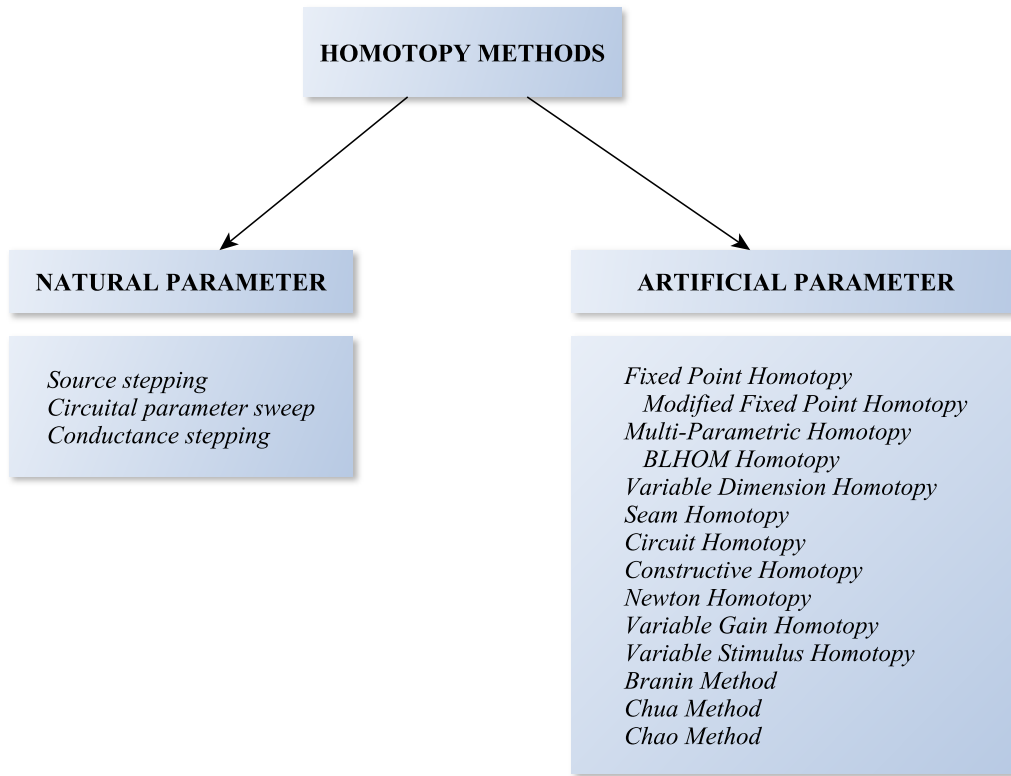 HOMOTOPY METHODS
NATURAL PARAMETER
Source stepping
Circuital parameter sweep
Conductance stepping
ARTIFICIAL PARAMETER
Fixed Point Homotopy
Modified Fixed Point Homotopy
Multi-Parametric Homotopy
BLHOM Homotopy
Variable Dimension Homotopy
Seam Homotopy
Circuit Homotopy
Constructive Homotopy
Newton Homotopy
Variable Gain Homotopy
Variable Stimulus Homotopy
Branin Method
Chua Method
Chao Method